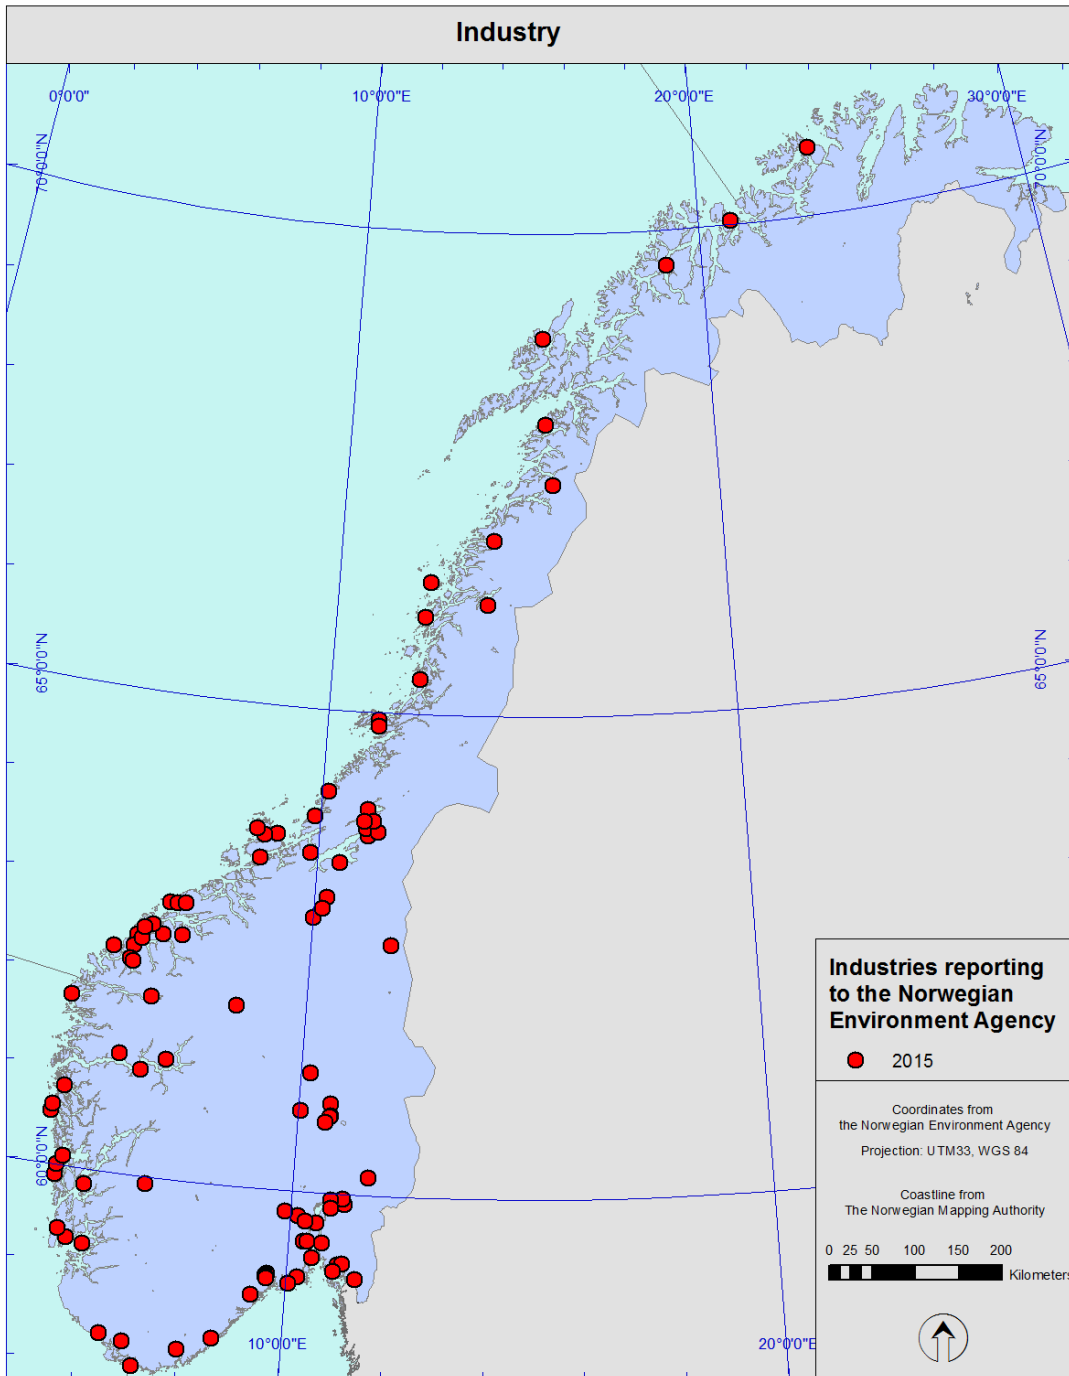 Industry
0°0'0"
10°0'0"E
20°0'0"E
30°0'0"E
70°0'0"N
70°0'0"N
65°0'0"N
65°0'0"N
60°0'0"N
10°0'0"E
20°0'0"E
Industries reporting
to the Norwegian
Environment Agency
2015
Coordinates from
the Norwegian Environment Agency
Projection: UTM33, WGS 84
Coastline from
The Norwegian Mapping Authority
0 25 50 100 150 200
Kilometers